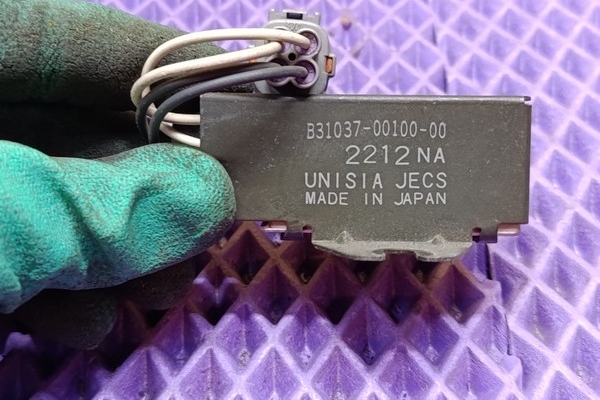 B31037-00100-00
2212 NA
UNISIA JECS
MADE IN JAPAN